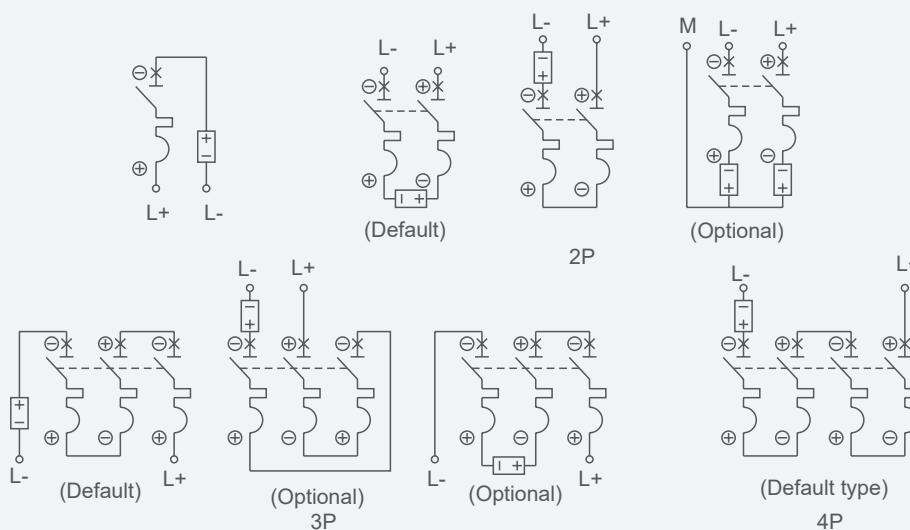 M L- L+
L-
L+
L- L+
L+ L-
(Default)
(Optional)
2P
L- L+
L-
L+
L-
L+
(Default)
L- L+
(Optional)
(Optional)
(Default type)
3P
4P